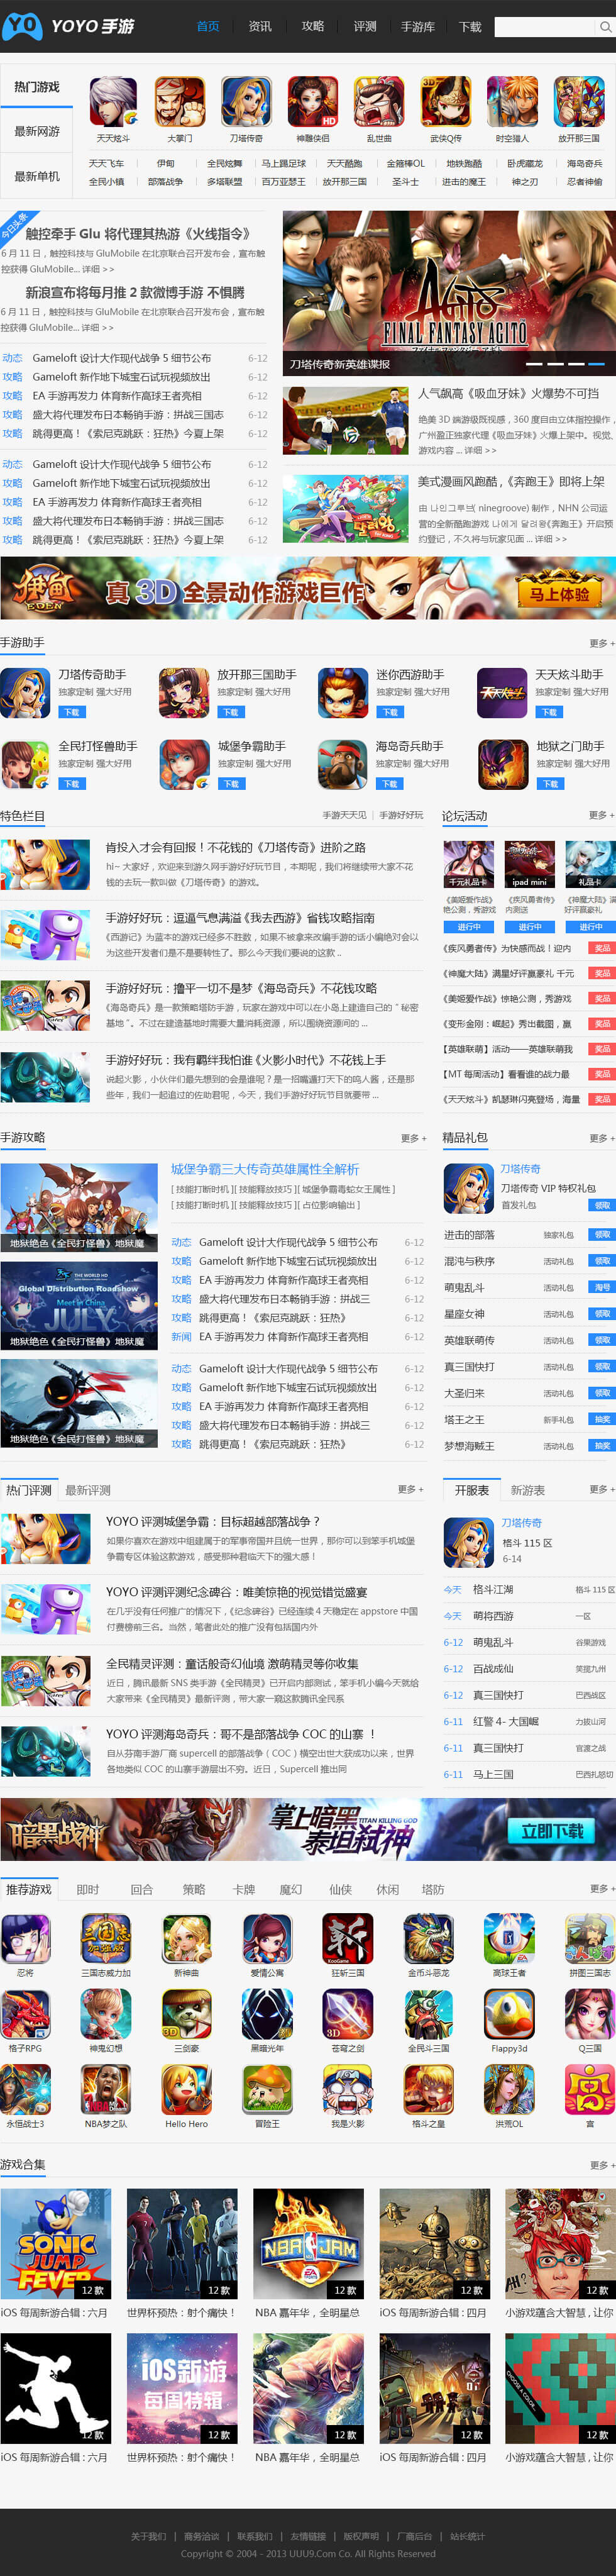 YOYO 手游
首页 资讯 攻略 评测 手游库 下载
热门游戏
最新网游
最新单机
天天炫斗 大掌门 刀塔传奇 神雕侠侣 乱世曲 武侠Q传 时空猎人 放开那三国
天天飞车 伊甸 全民炫舞 马上踢足球 天天酷跑 金箍棒OL 地铁跑酷 卧虎藏龙 海岛奇兵
全民小镇 部落战争 多塔联盟 百万亚瑟王 放开那三国 圣斗士 进击的魔王 神之刃 忍者神偷
今日头条
触控牵手 Glu 将代理其热游《火线指令》
6 月 11 日，触控科技与 GluMobile 在北京联合召开发布会，宣布触
控获得 GluMobile... 详细 >>
新浪宣布将每月推 2 款微博手游 不惧腾
6 月 11 日，触控科技与 GluMobile 在北京联合召开发布会，宣布触
控获得 GluMobile... 详细 >>
动态 Gameloft 设计大作现代战争 5 细节公布 6-12
攻略 Gameloft 新作地下城宝石试玩视频放出 6-12
攻略 EA 手游再发力 体育新作高球王者亮相 6-12
攻略 盛大将代理发布日本畅销手游：拼战三国志 6-12
攻略 跳得更高！《索尼克跳跃：狂热》今夏上架 6-12
动态 Gameloft 设计大作现代战争 5 细节公布 6-12
攻略 Gameloft 新作地下城宝石试玩视频放出 6-12
攻略 EA 手游再发力 体育新作高球王者亮相 6-12
攻略 盛大将代理发布日本畅销手游：拼战三国志 6-12
攻略 跳得更高！《索尼克跳跃：狂热》今夏上架 6-12
AGITO
FINAL FANTASY AGITO
ファイナルファンタジー アギト
刀塔传奇新英雄谍报
人气飙高《吸血牙妹》火爆势不可挡
绝美 3D 端游级既视感，360 度自由立体指控操作，
广州盈正独家代理《吸血牙妹》火爆上架中。视觉、
游戏内容 ... 详细 >>
美式漫画风跑酷，《奔跑王》即将上架
由 나인그루브( ninegroove) 制作，NHN 公司运
营的全新酷跑游戏 나에게 달려왕《奔跑王》开启预
约登记，不久将与玩家见面 ... 详细 >>
伊甸 EDEN 真 3D 全景动作游戏巨作 马上体验
手游助手 更多 +
刀塔传奇助手 放开那三国助手 迷你西游助手 天天炫斗助手
独家定制 强大好用 独家定制 强大好用 独家定制 强大好用 独家定制 强大好用
下载 下载 下载 下载
全民打怪兽助手 城堡争霸助手 海岛奇兵助手 地狱之门助手
独家定制 强大好用 独家定制 强大好用 独家定制 强大好用 独家定制 强大好用
下载 下载 下载 下载
特色栏目 手游天天见 | 手游好好玩
肯投入才会有回报！不花钱的《刀塔传奇》进阶之路
hi~ 大家好，欢迎来到游久网手游好好玩节目，本期呢，我们将继续带大家不花
钱的去玩一款叫做《刀塔传奇》的游戏。
手游好好玩：逗逼气息满溢《我去西游》省钱攻略指南
《西游记》为蓝本的游戏已经多不胜数，如果不被拿来改编手游的话小编绝对会以
为这些开发者们是不是要转性了。那么今天我们要说的这款 ..
手游好好玩：撸平一切不是梦《海岛奇兵》不花钱攻略
《海岛奇兵》是一款策略塔防手游，玩家在游戏中可以在小岛上建造自己的 " 秘密
基地 "。不过在建造基地时需要大量消耗资源，所以围绕资源间的 ...
手游好好玩：我有羁绊我怕谁《火影小时代》不花钱上手
说起火影，小伙伴们最先想到的会是谁呢？是一招嘴遁打天下的鸣人酱，还是那
些年，我们一起追过的佐助君呢，今天，我们手游好好玩节目就要带 ...
论坛活动 更多 +
千元礼品卡 ipad mini 礼品卡
《美姬爱作战》 《疾风勇者传》 《神魔大陆》满
艳公测，秀游戏 内测送 好评赢豪礼
进行中 进行中 进行中
《疾风勇者传》为快感而战！迎内 奖品
《神魔大陆》满星好评赢豪礼 千元 奖品
《美姬爱作战》惊艳公测，秀游戏 奖品
《变形金刚：崛起》秀出截图，赢 奖品
【英雄联萌】活动——英雄联萌我 奖品
【MT 每周活动】看看谁的战力最 奖品
《天天炫斗》凯瑟琳闪亮登场，海量 奖品
手游攻略 更多 +
地狱绝色《全民打怪兽》地狱魔
THE WORLD HD
Global Distribution Roadshow
Meet in China
JULY
地狱绝色《全民打怪兽》地狱魔
地狱绝色《全民打怪兽》地狱魔
城堡争霸三大传奇英雄属性全解析
[ 技能打断时机 ][ 技能释放技巧 ][ 城堡争霸毒蛇女王属性 ]
[ 技能打断时机 ][ 技能释放技巧 ][ 占位影响输出 ]
动态 Gameloft 设计大作现代战争 5 细节公布 6-12
攻略 Gameloft 新作地下城宝石试玩视频放出 6-12
攻略 EA 手游再发力 体育新作高球王者亮相 6-12
攻略 盛大将代理发布日本畅销手游：拼战三 6-12
攻略 跳得更高！《索尼克跳跃：狂热》 6-12
新闻 EA 手游再发力 体育新作高球王者亮相 6-12
动态 Gameloft 设计大作现代战争 5 细节公布 6-12
攻略 Gameloft 新作地下城宝石试玩视频放出 6-12
攻略 EA 手游再发力 体育新作高球王者亮相 6-12
攻略 盛大将代理发布日本畅销手游：拼战三 6-12
攻略 跳得更高！《索尼克跳跃：狂热》 6-12
精品礼包 更多 +
刀塔传奇
刀塔传奇 VIP 特权礼包
首发礼包 领取
进击的部落 独家礼包 领取
混沌与秩序 活动礼包 领取
萌鬼乱斗 活动礼包 淘号
星座女神 活动礼包 领取
英雄联萌传 活动礼包 领取
真三国快打 活动礼包 领取
大圣归来 活动礼包 领取
塔王之王 新手礼包 抽奖
梦想海贼王 活动礼包 抽奖
热门评测 最新评测 更多 +
YOYO 评测城堡争霸：目标超越部落战争？
如果你喜欢在游戏中组建属于的军事帝国并且统一世界，那你可以到笨手机城堡
争霸专区体验这款游戏，感受那种君临天下的强大感！
YOYO 评测评测纪念碑谷：唯美惊艳的视觉错觉盛宴
在几乎没有任何推广的情况下，《纪念碑谷》已经连续 4 天稳定在 appstore 中国
付费榜前三名。当然，笔者此处的推广没有包括国内外
全民精灵评测：童话般奇幻仙境 激萌精灵等你收集
近日，腾讯最新 SNS 类手游《全民精灵》已开启内部测试，笨手机小编今天就给
大家带来《全民精灵》最新评测，带大家一窥这款腾讯全民系
YOYO 评测海岛奇兵：哥不是部落战争 COC 的山寨 ！
自从芬南手游厂商 supercell 的部落战争（ COC ）横空出世大获成功以来，世界
各地类似 COC 的山寨手游层出不穷。近日，Supercell 推出同
开服表 新游表 更多 +
刀塔传奇
格斗 115 区
6-14
今天 格斗江湖 格斗 115 区
今天 萌将西游 一区
6-12 萌鬼乱斗 谷果游戏
6-12 百战成仙 笑揽九州
6-12 真三国快打 巴西战区
6-11 红警 4- 大国崛 力拔山河
6-11 真三国快打 官渡之战
6-11 马上三国 巴西扎怒切
暗黑战神 掌上暗黑 TITAN KILLING GOD 泰坦弑神 立即下载
推荐游戏 即时 回合 策略 卡牌 魔幻 仙侠 休闲 塔防 更多 +
忍将 三国志威力加 新神曲 爱情公寓 狂斩三国 金币斗恶龙 高球王者 拼图三国志
格子RPG 神鬼幻想 三剑豪 黑暗光年 苍穹之剑 全民斗三国 Flappy3d Q三国
永恒战士3 NBA梦之队 Hello Hero 冒险王 我是火影 格斗之皇 洪荒OL 宫
游戏合集 更多 +
SONIC JUMP FEVER NBA JAM AH!
12 款 12 款 12 款 12 款 12 款
iOS 每周新游合辑 : 六月 世界杯预热：射个痛快！ NBA 嘉年华，全明星总 iOS 每周新游合辑 : 四月 小游戏蕴含大智慧 , 让你
iOS新游 每周特辑 CHOOSE A COLOR...
12 款 12 款 12 款 12 款 12 款
iOS 每周新游合辑 : 六月 世界杯预热：射个痛快！ NBA 嘉年华，全明星总 iOS 每周新游合辑 : 四月 小游戏蕴含大智慧 , 让你
关于我们 | 商务洽谈 | 联系我们 | 友情链接 | 版权声明 | 厂商后台 | 站长统计
Copyright © 2004 - 2013 UUU9.Com Co. All Rights Reserved